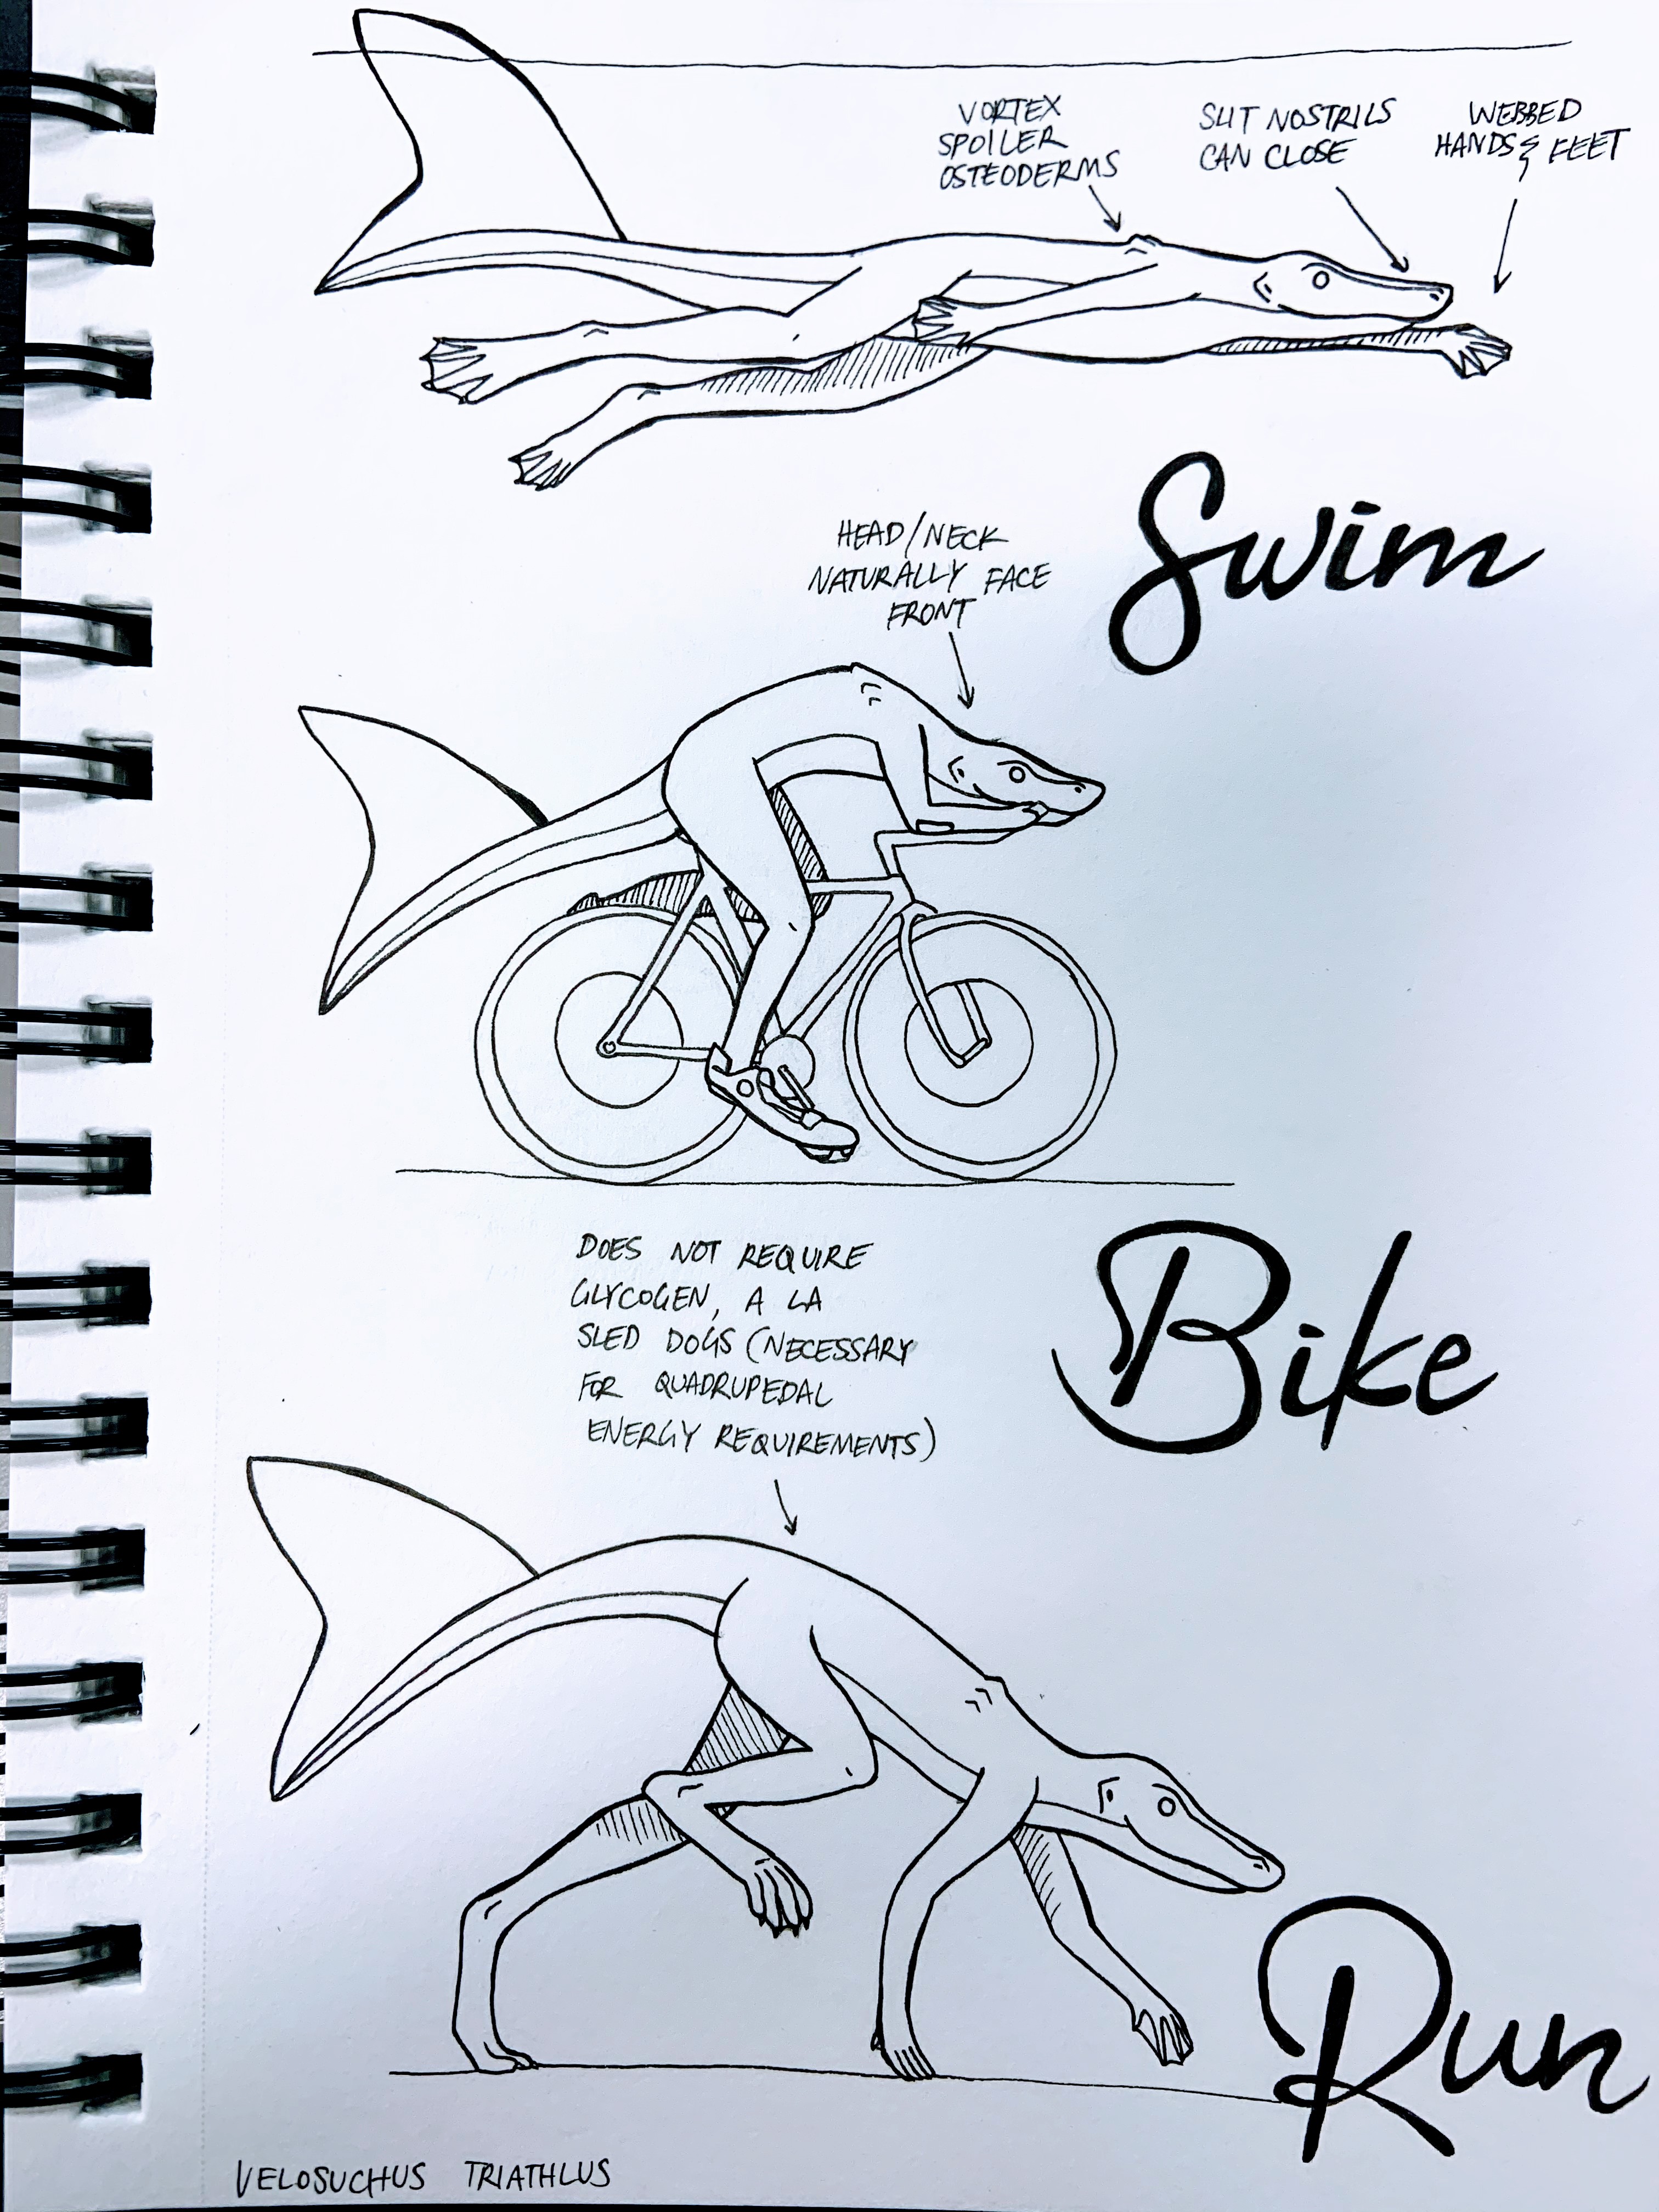 VORTEX
SPOILER
OSTEODERMS
SLIT NOSTRILS
CAN CLOSE
WEBBED
HANDS & FEET
Swim
HEAD/NECK
NATURALLY FACE
FRONT
Bike
DOES NOT REQUIRE
GLYCOGEN, A LA
SLED DOGS (NECESSARY
FOR QUADRUPEDAL
ENERGY REQUIREMENTS)
Run
VELOSUCHUS TRIATHLUS